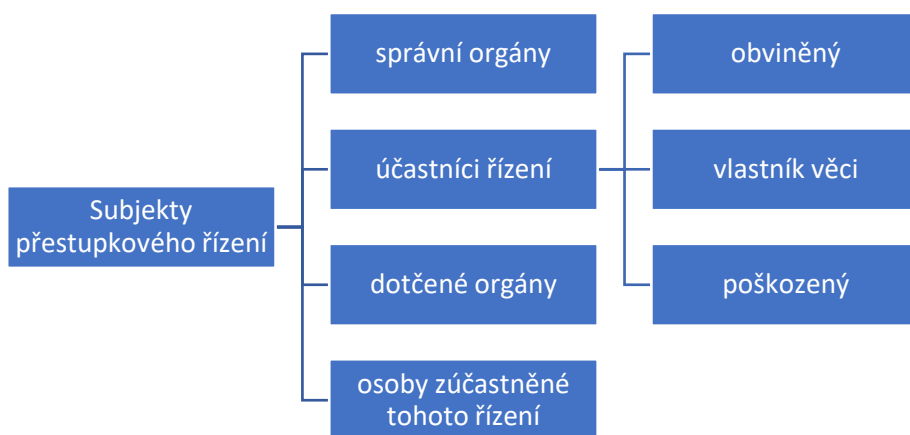 Subjekty
přestupkového řízení
správní orgány
účastníci řízení
dotčené orgány
osoby zúčastněné
tohoto řízení
obviněný
vlastník věci
poškozený